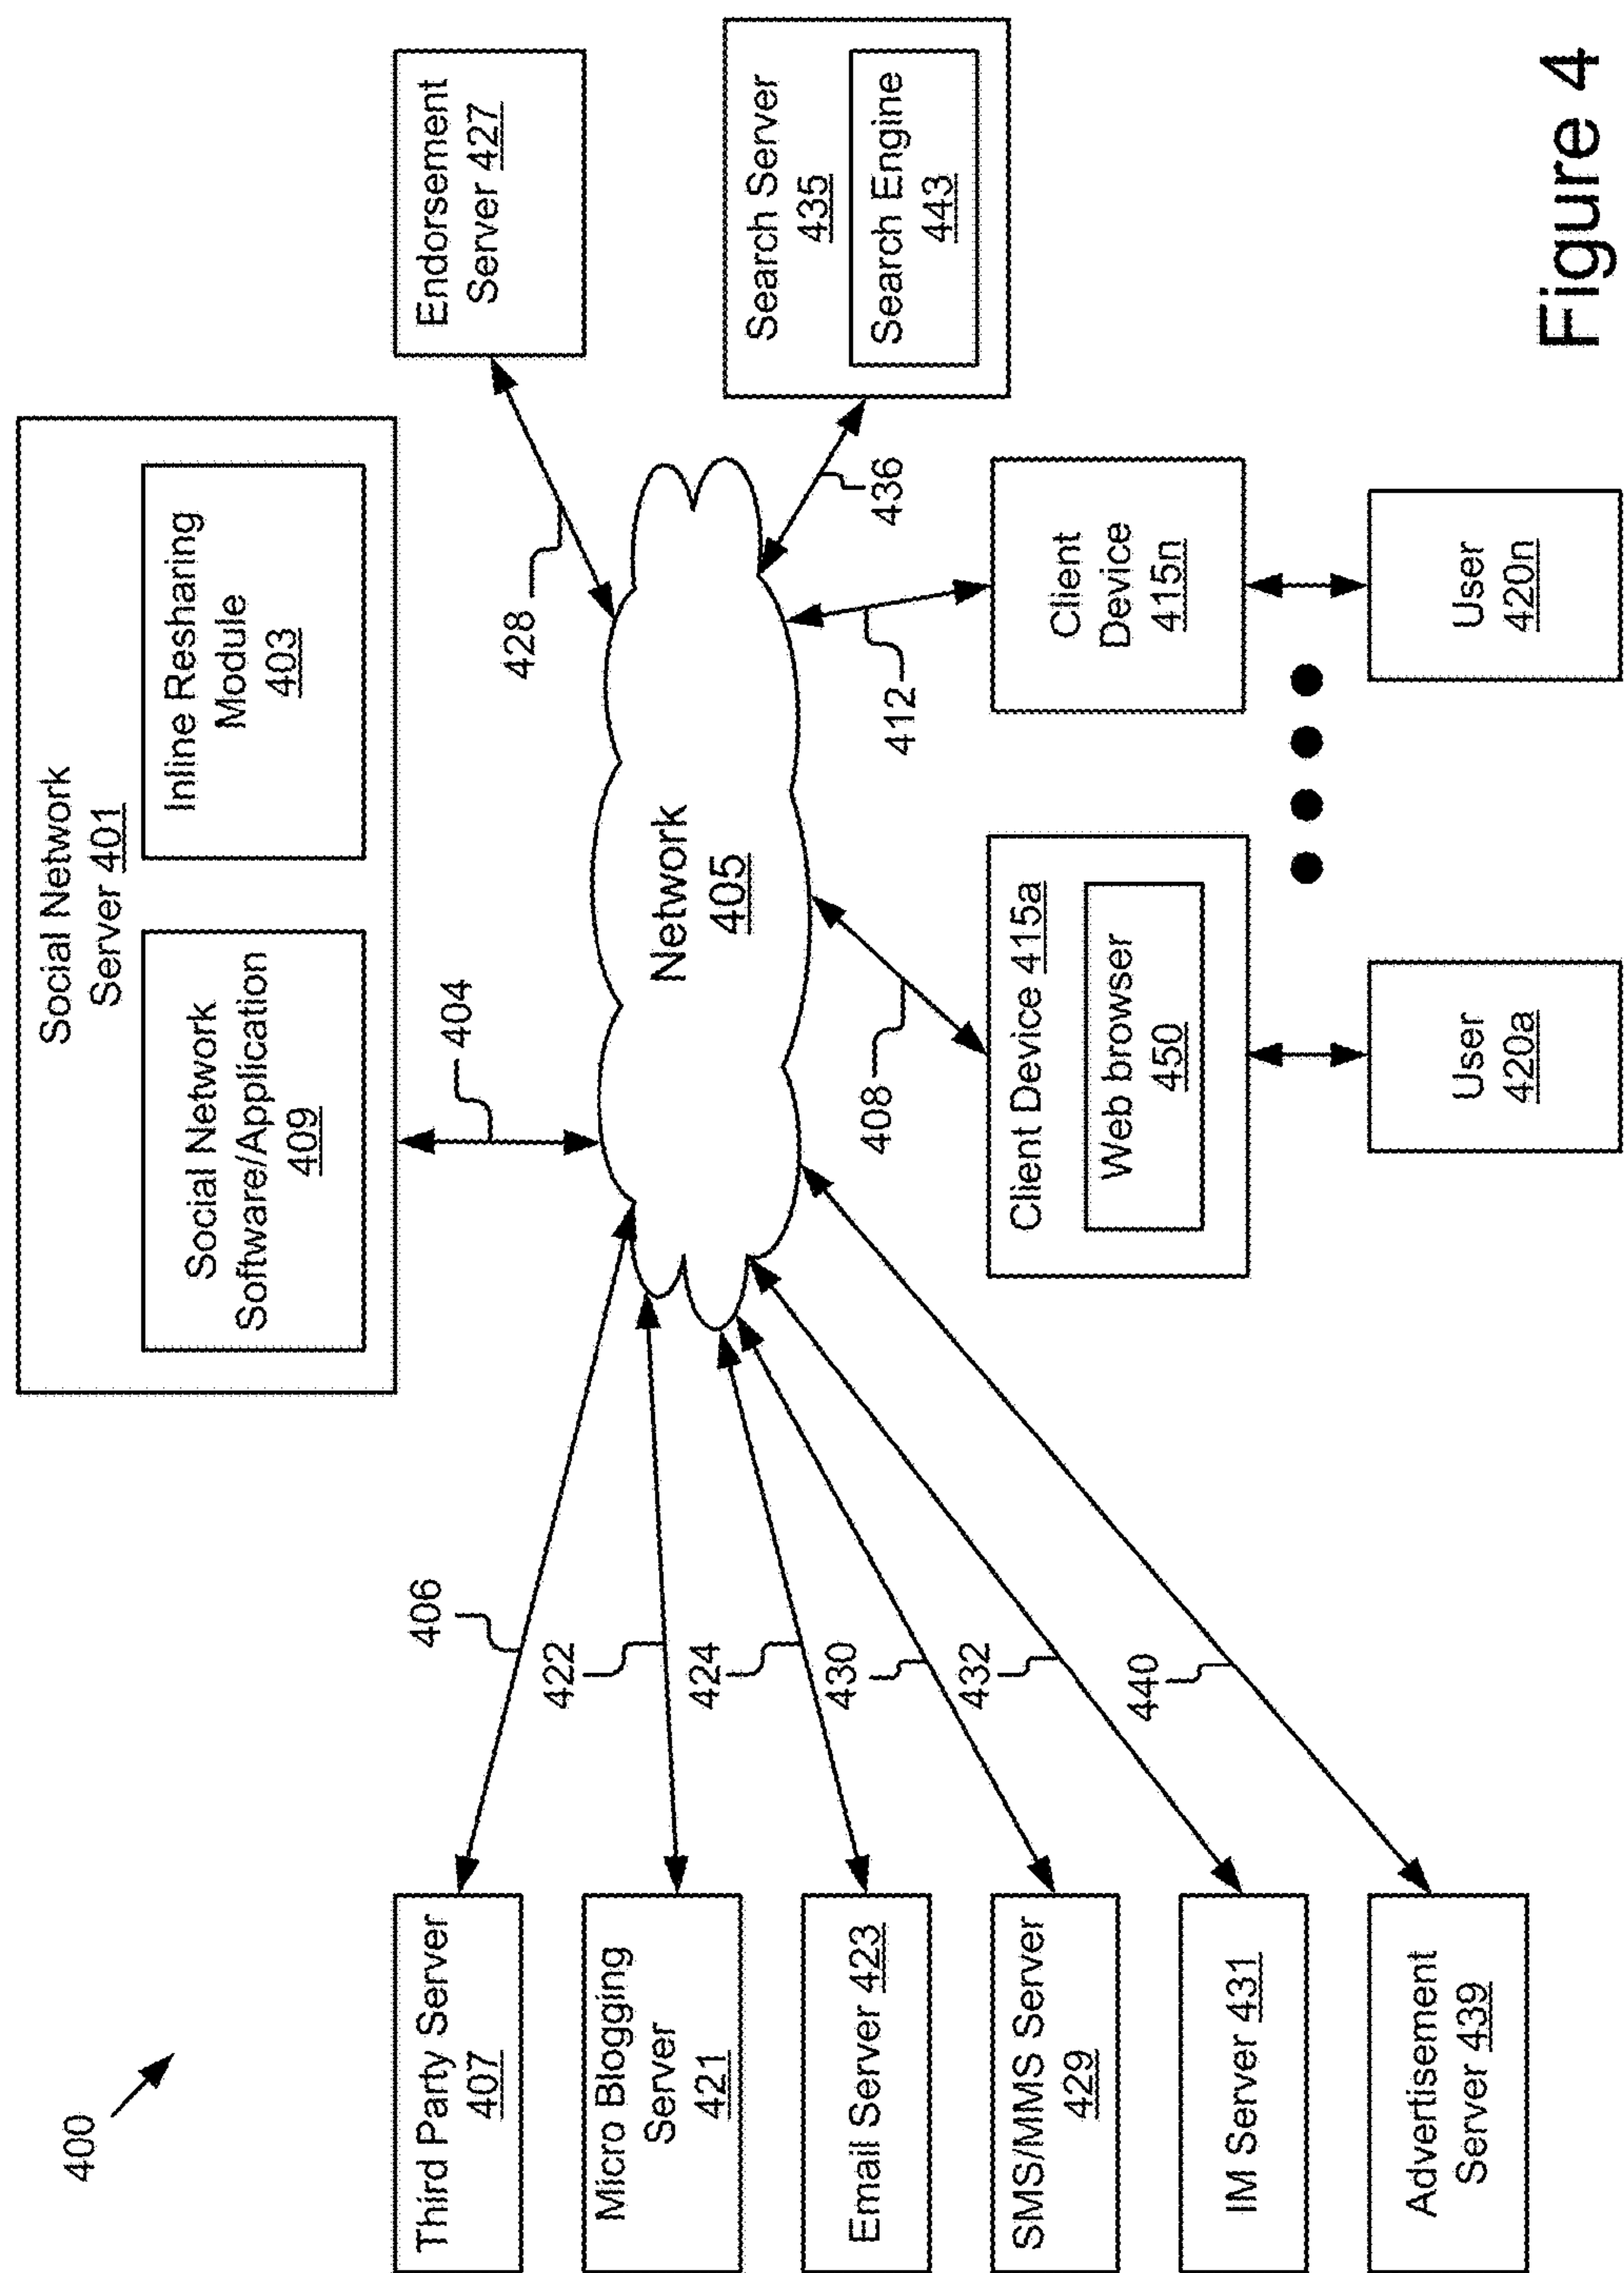 400
Social Network
Server 401
Social Network
Software/Application
409
Inline Resharing
Module
403
404
Third Party Server
407
Micro Blogging
Server
421
Email Server 423
SMS/MMS Server
429
IM Server 431
Advertisement
Server 439
406
422
424
430
432
440
Network
405
428
Endorsement
Server 427
436
Search Server
435
Search Engine
443
408
412
Client Device 415a
Web browser
450
Client
Device
415n
User
420a
User
420n
Figure 4